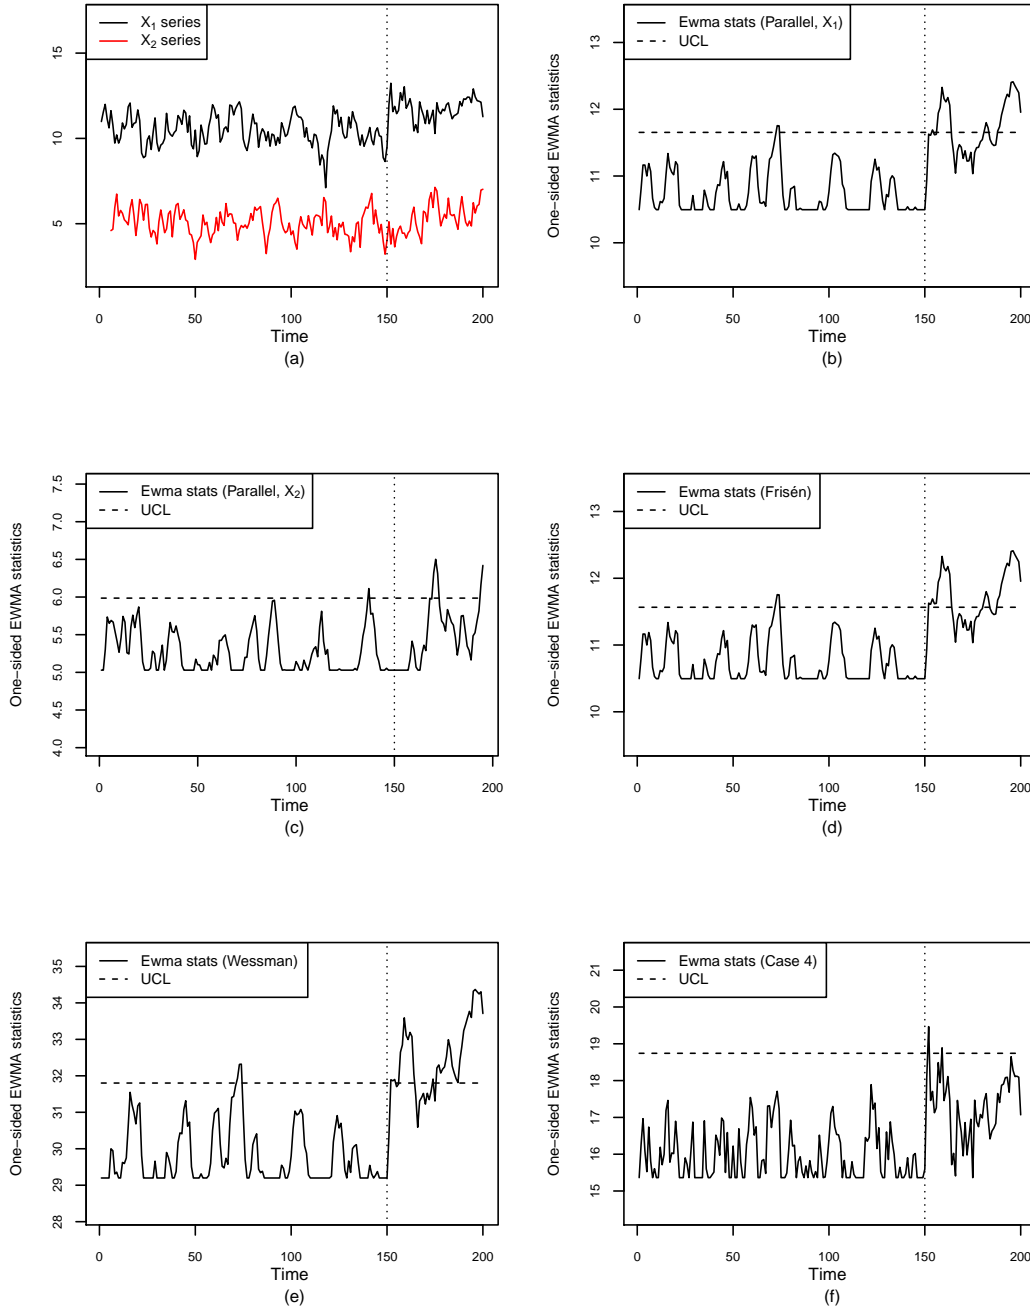 X1 series
X2 series
5 10 15
0 50 100 150 200
Time
(a)
Ewma stats (Parallel, X1)
UCL
One−sided EWMA statistics
10 11 12 13
0 50 100 150 200
Time
(b)
Ewma stats (Parallel, X2)
UCL
One−sided EWMA statistics
4.0 4.5 5.0 5.5 6.0 6.5 7.0 7.5
0 50 100 150 200
Time
(c)
Ewma stats (Frisén)
UCL
One−sided EWMA statistics
10 11 12 13
0 50 100 150 200
Time
(d)
Ewma stats (Wessman)
UCL
One−sided EWMA statistics
28 29 30 31 32 33 34 35
0 50 100 150 200
Time
(e)
Ewma stats (Case 4)
UCL
One−sided EWMA statistics
15 16 17 18 19 20 21
0 50 100 150 200
Time
(f)